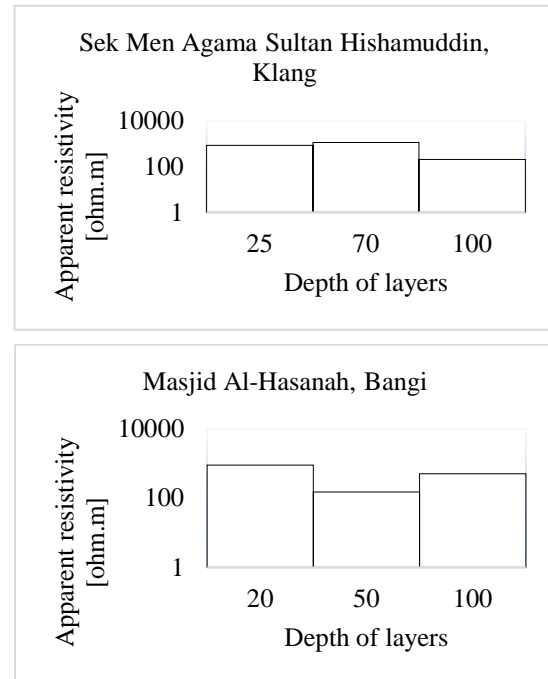 Sek Men Agama Sultan Hishamuddin,
Klang
Apparent resistivity
[ohm.m]
10000
100
1
25 70 100
Depth of layers
Masjid Al-Hasanah, Bangi
Apparent resistivity
[ohm.m]
10000
100
1
20 50 100
Depth of layers